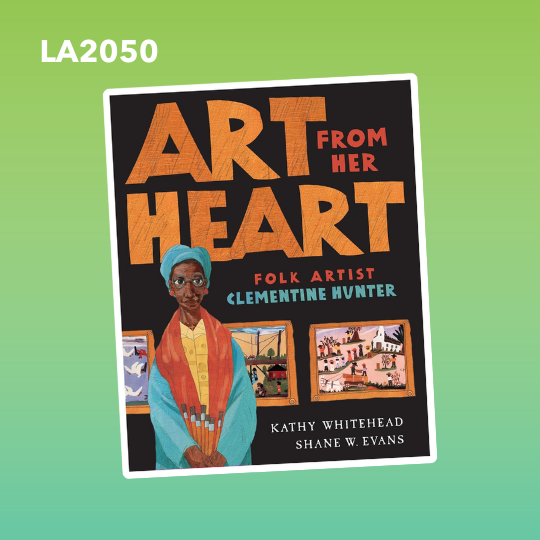 LA2050
ART FROM
HER
HEART
FOLK ARTIST
CLEMENTINE HUNTER
KATHY WHITEHEAD
SHANE W. EVANS